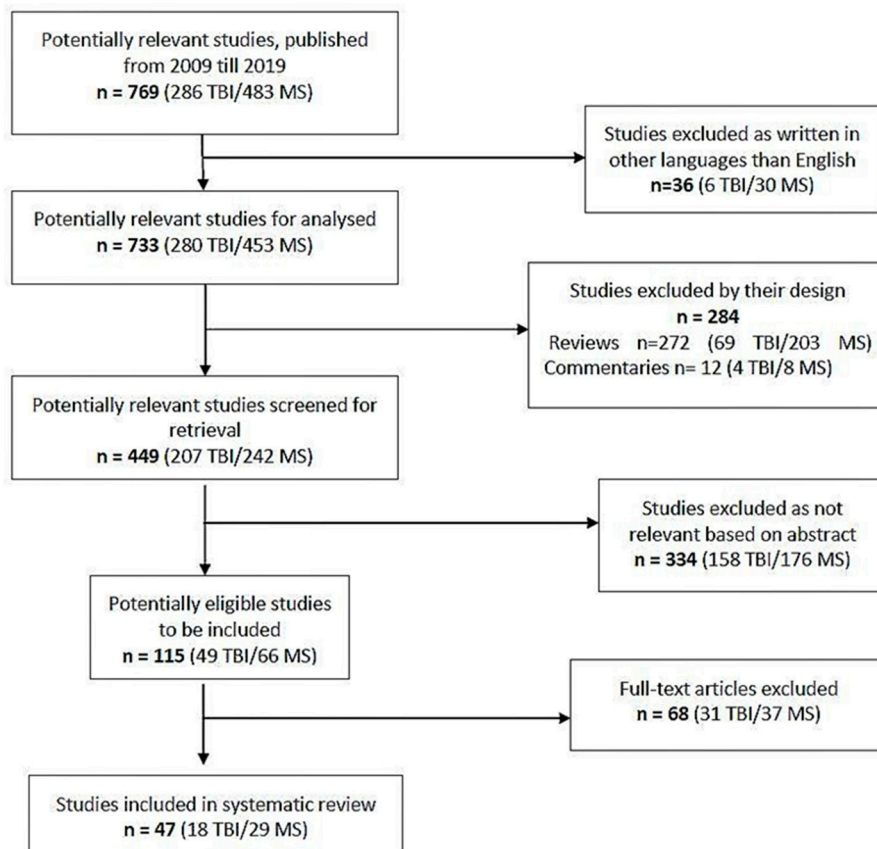 Potentially relevant studies, published
from 2009 till 2019
n = 769 (286 TBI/483 MS)
Studies excluded as written in
other languages than English
n=36 (6 TBI/30 MS)
Potentially relevant studies for analysed
n = 733 (280 TBI/453 MS)
Studies excluded by their design
n = 284
Reviews n=272 (69 TBI/203 MS)
Commentaries n= 12 (4 TBI/8 MS)
Potentially relevant studies screened for
retrieval
n = 449 (207 TBI/242 MS)
Studies excluded as not
relevant based on abstract
n = 334 (158 TBI/176 MS)
Potentially eligible studies
to be included
n = 115 (49 TBI/66 MS)
Full-text articles excluded
n = 68 (31 TBI/37 MS)
Studies included in systematic review
n = 47 (18 TBI/29 MS)